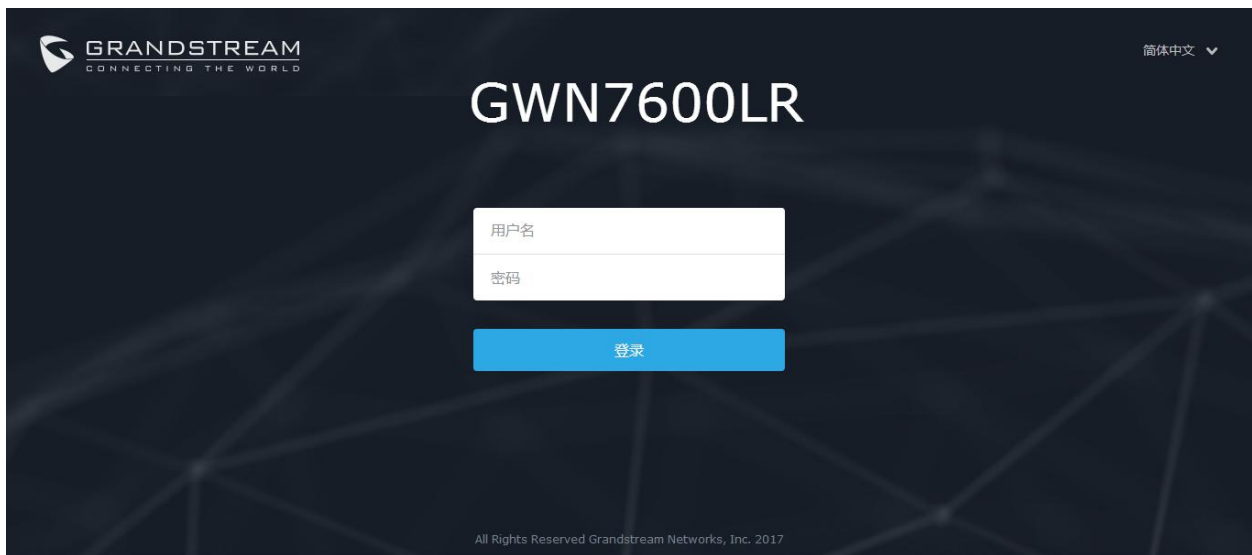 GRANDSTREAM
CONNECTING THE WORLD
简体中文
GWN7600LR
用户名
密码
登录
All Rights Reserved Grandstream Networks, Inc. 2017